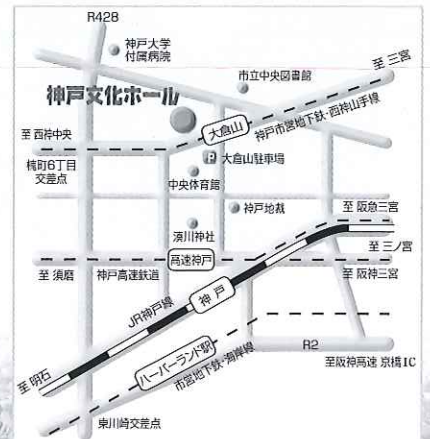 R428
神戸大学
付属病院
至 三宮
市立中央図書館
神戸文化ホール
大倉山
神戸市営地下鉄・西神山手線
至 西神中央
P 大倉山駐車場
楠町6丁目
交差点
中央体育館
神戸地裁
湊川神社
至 阪急三宮
至 三ノ宮
高速神戸
至 須磨
神戸高速鉄道
至 阪神三宮
神戸
JR神戸線
ハーバーランド駅
R2
市営地下鉄・海岸線
至 明石
至阪神高速 京橋IC
東川崎交差点